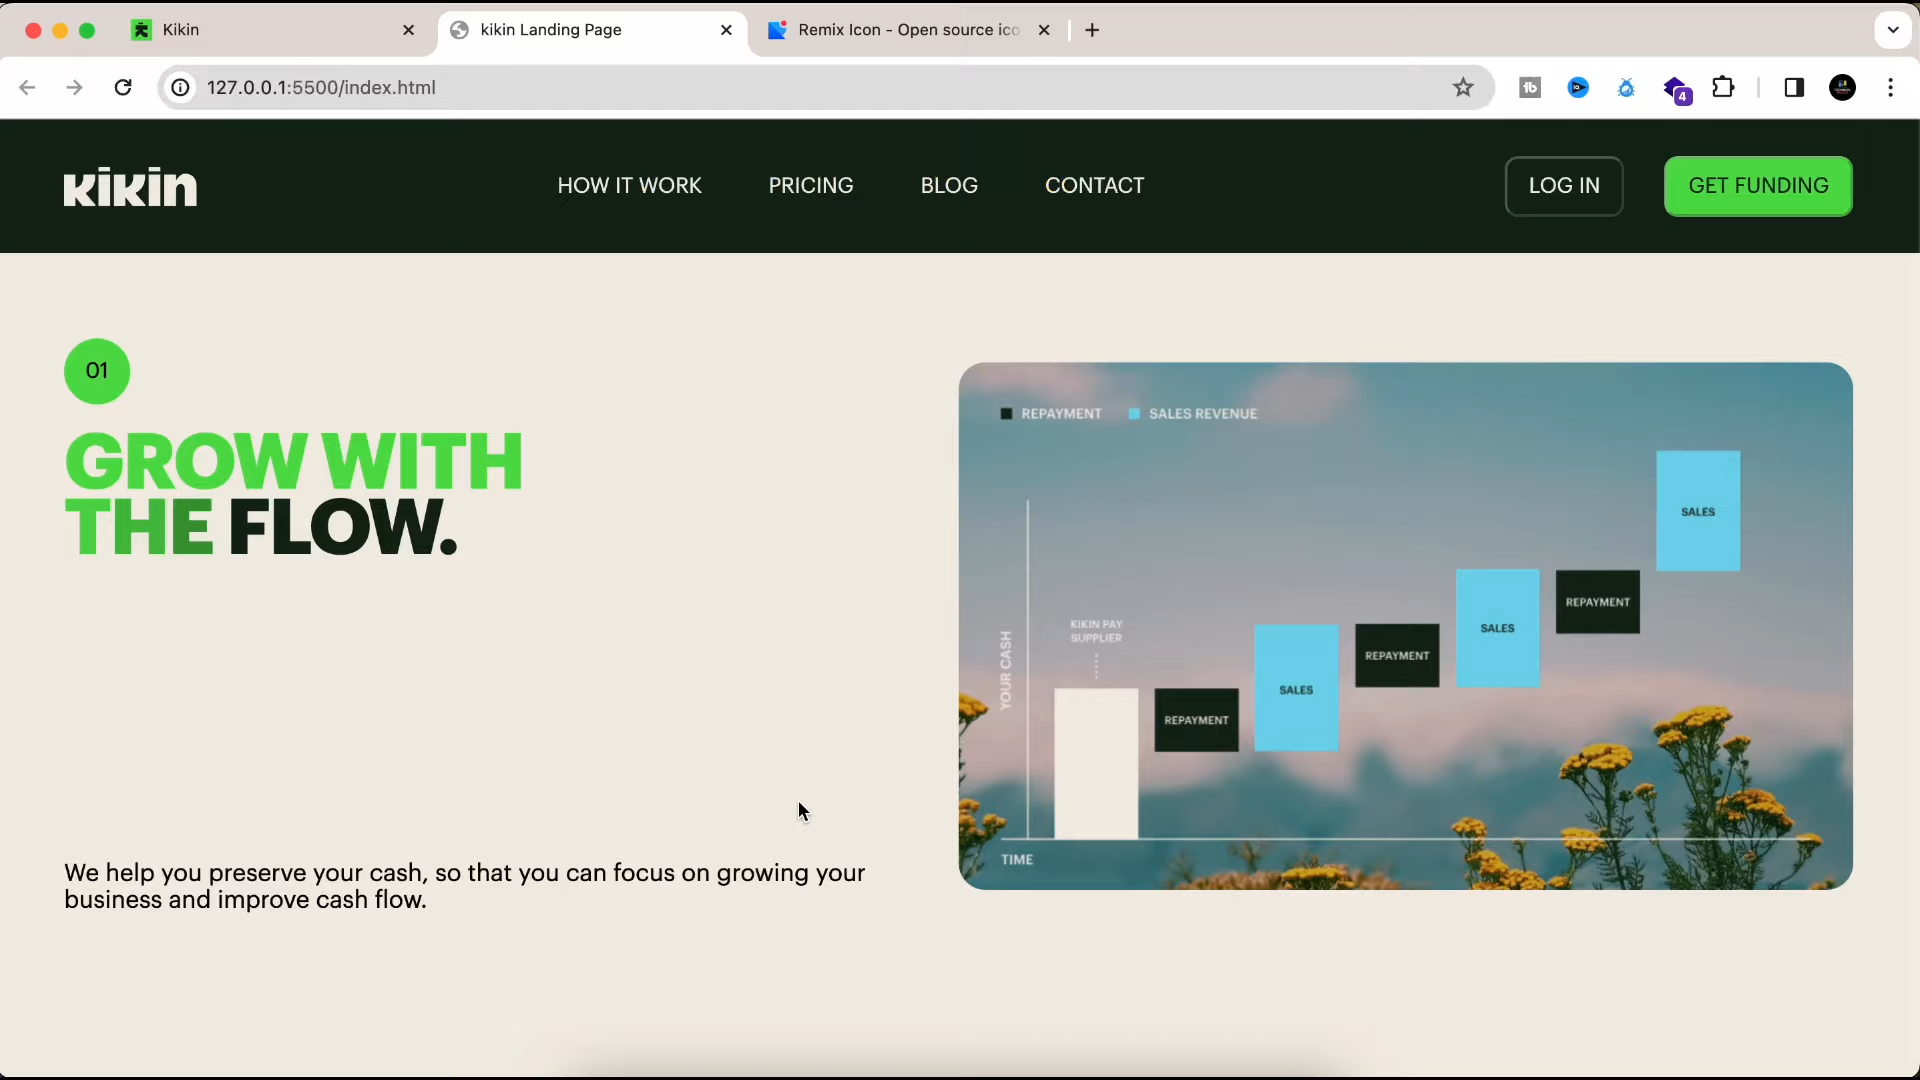 Kikin
kikin Landing Page
Remix Icon - Open source ico
127.0.0.1:5500/index.html
4
kikin
HOW IT WORK
PRICING
BLOG
CONTACT
LOG IN
GET FUNDING
01
GROW WITH
THE FLOW.
We help you preserve your cash, so that you can focus on growing your
business and improve cash flow.
REPAYMENT
SALES REVENUE
SALES
REPAYMENT
SALES
KIKIN PAY
SUPPLIER
REPAYMENT
SALES
REPAYMENT
YOUR CASH
TIME